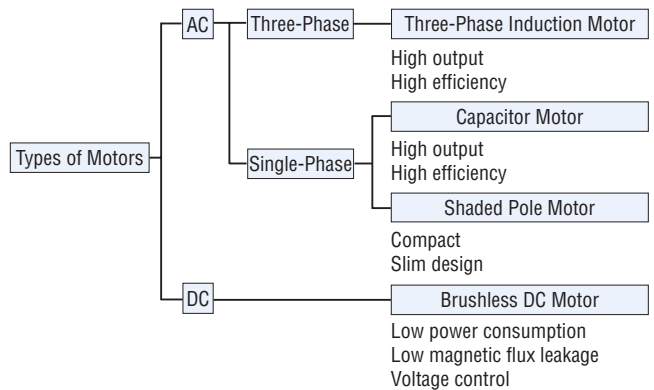 AC
Three-Phase
Three-Phase Induction Motor
High output
High efficiency
Capacitor Motor
High output
High efficiency
Types of Motors
Single-Phase
Shaded Pole Motor
Compact
Slim design
DC
Brushless DC Motor
Low power consumption
Low magnetic flux leakage
Voltage control